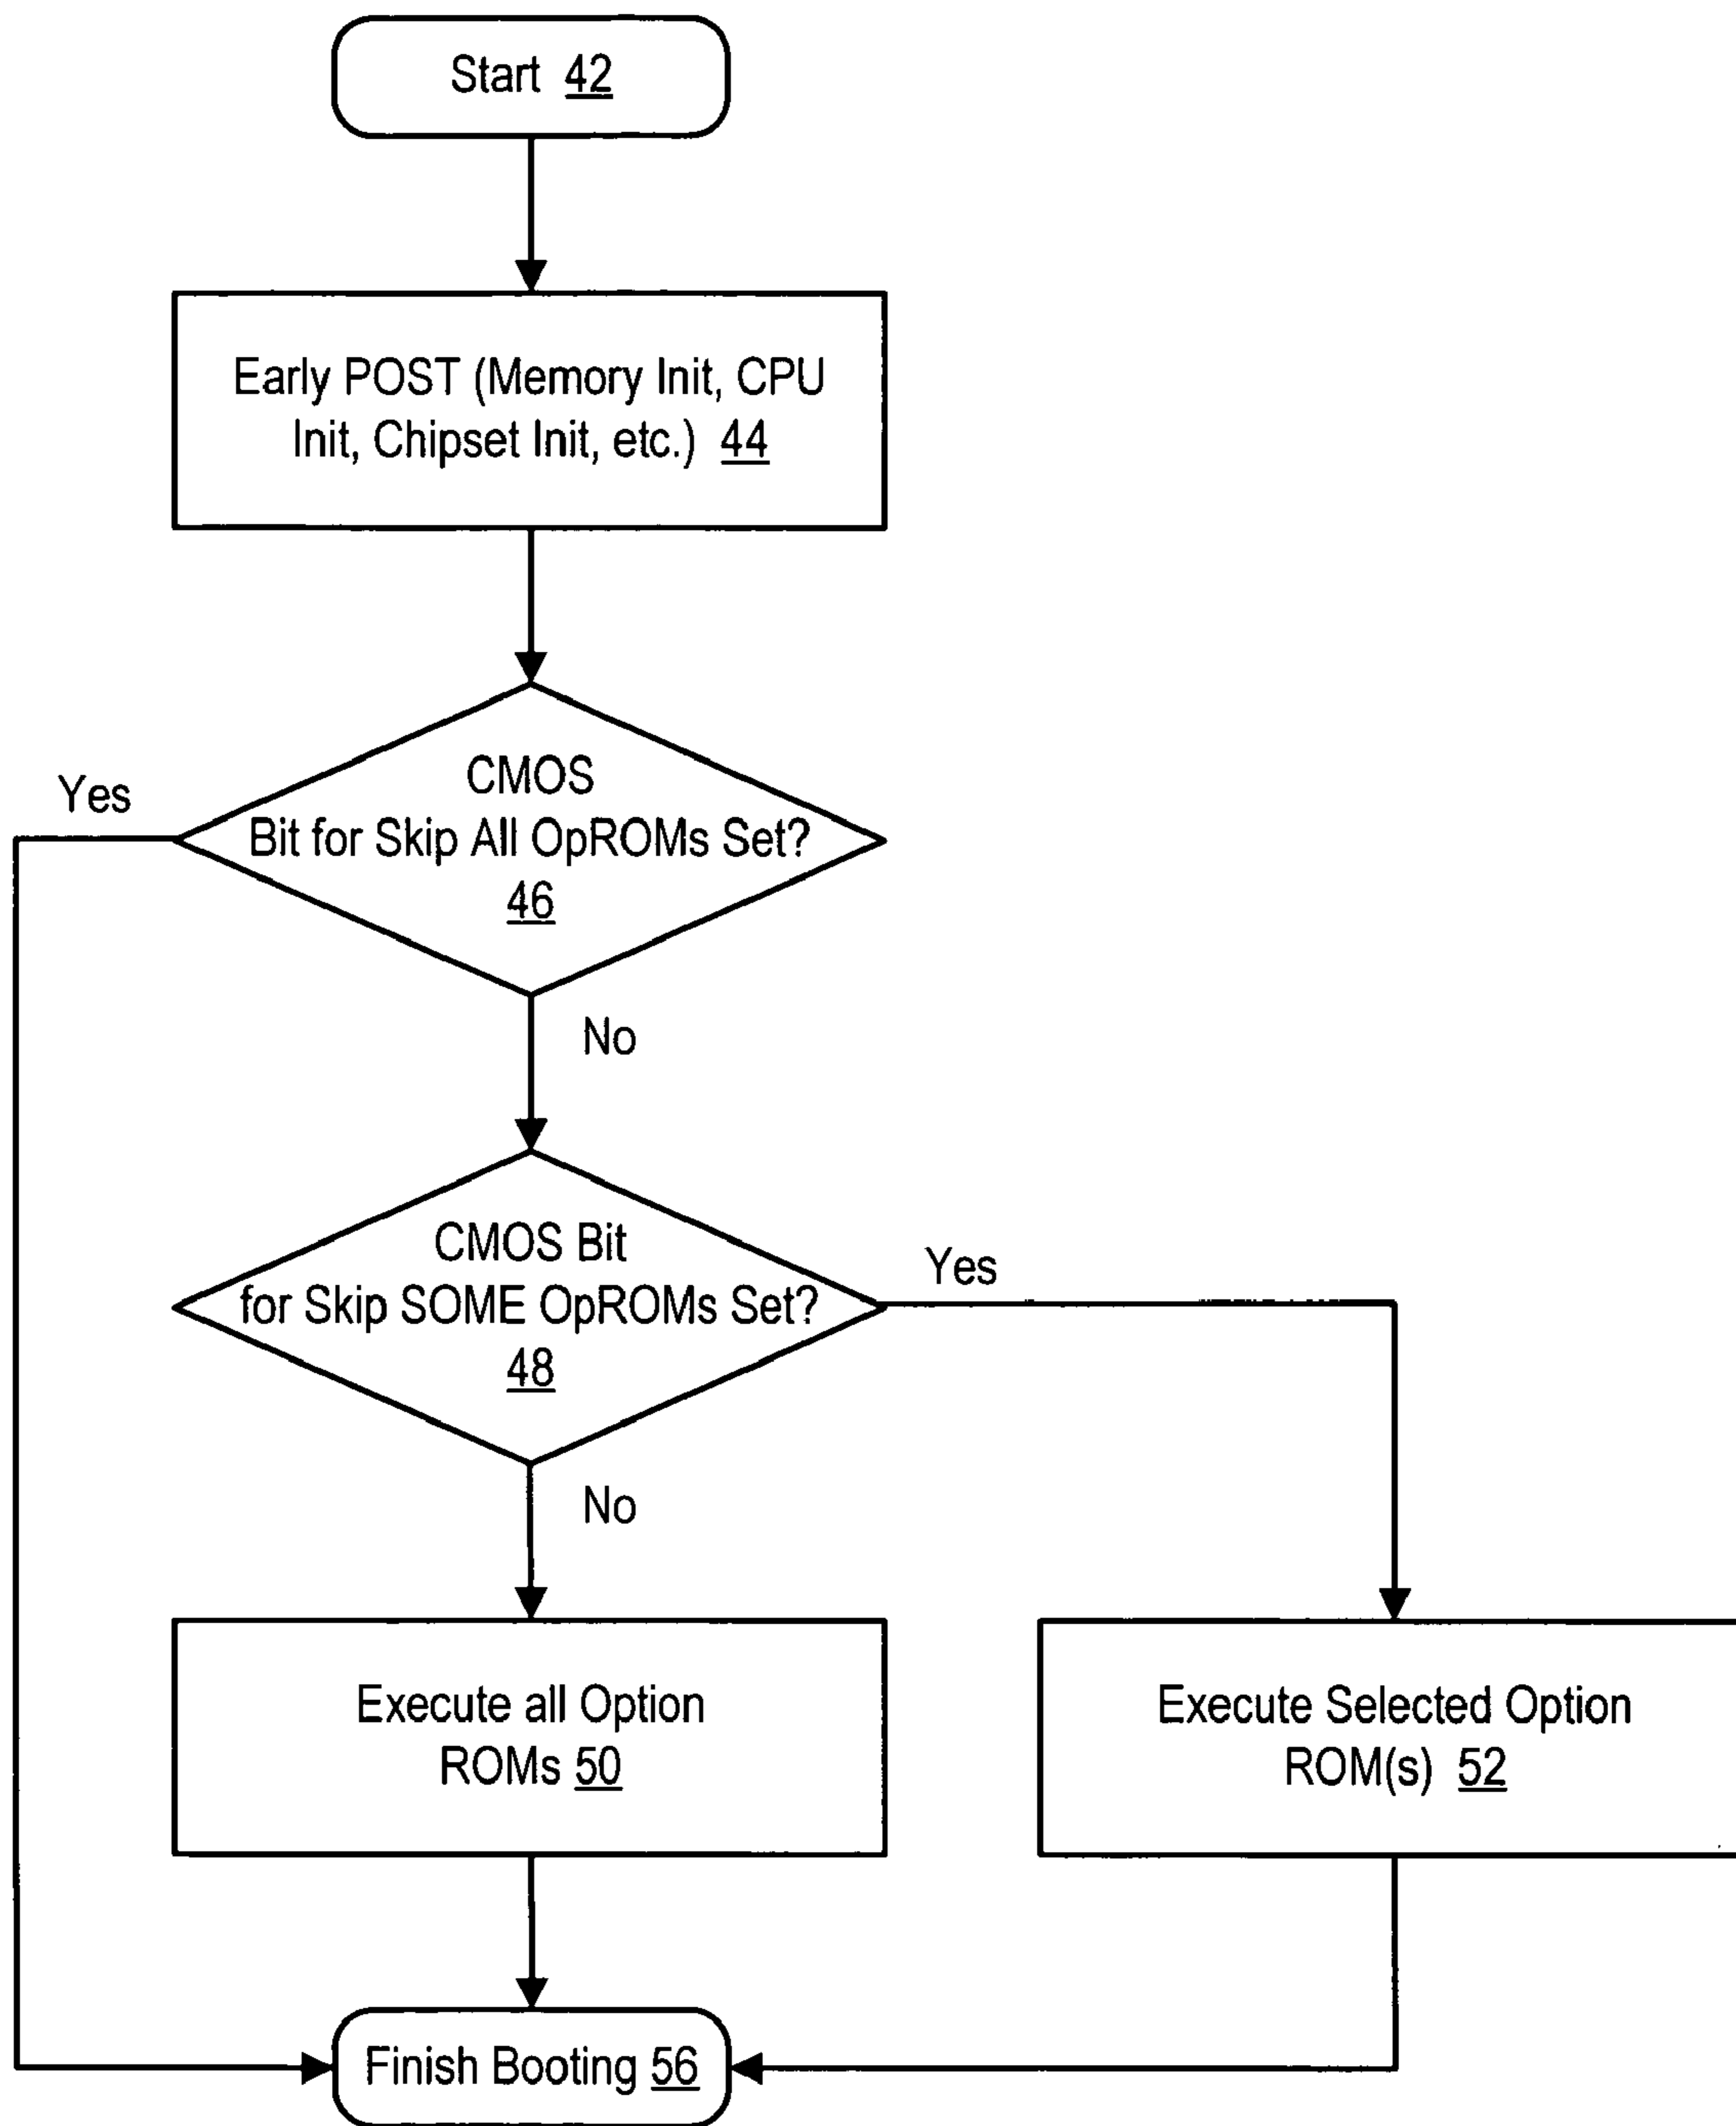 Start 42
Early POST (Memory Init, CPU
Init, Chipset Init, etc.) 44
CMOS
Bit for Skip All OpROMs Set?
46
Yes
No
CMOS Bit
for Skip SOME OpROMs Set?
48
Yes
No
Execute all Option
ROMs 50
Execute Selected Option
ROM(s) 52
Finish Booting 56